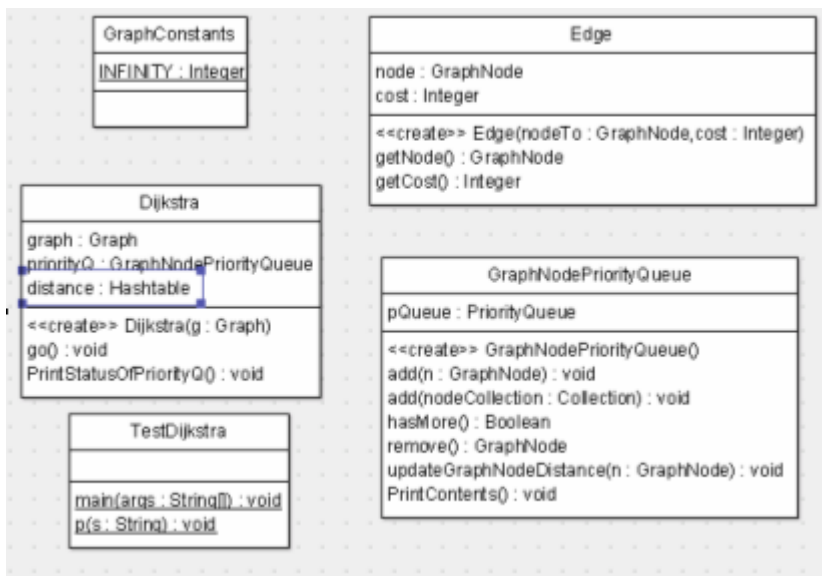 GraphConstants
INFINITY : Integer
Edge
node : GraphNode
cost : Integer
<<create>> Edge(nodeTo : GraphNode,cost : Integer)
getNode() : GraphNode
getCost() : Integer
Dijkstra
graph : Graph
priorityQ : GraphNodePriorityQueue
distance : Hashtable
<<create>> Dijkstra(g : Graph)
go() : void
PrintStatusOfPriorityQ() : void
GraphNodePriorityQueue
pQueue : PriorityQueue
<<create>> GraphNodePriorityQueue()
add(n : GraphNode) : void
add(nodeCollection : Collection) : void
hasMore() : Boolean
remove() : GraphNode
updateGraphNodeDistance(n : GraphNode) : void
PrintContents() : void
TestDijkstra
main(args : String[]) : void
p(s : String) : void